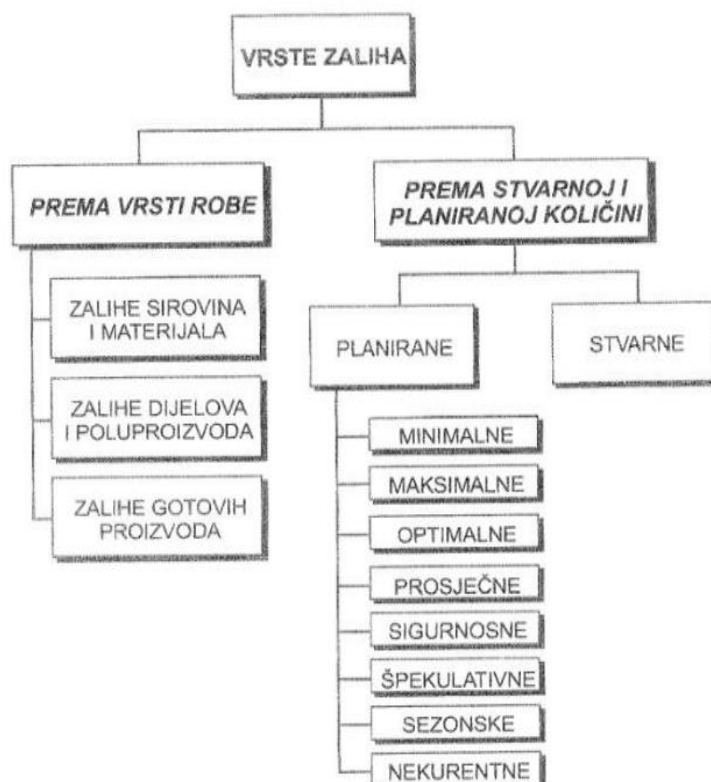 VRSTE ZALIHA
PREMA VRSTI ROBE
PREMA STVARNOJ I
PLANIRANOJ KOLIČINI
ZALIHE SIROVINA
I MATERIJALA
ZALIHE DIJELOVA
I POLUPROIZVODA
ZALIHE GOTOVIH
PROIZVODA
PLANIRANE
STVARNE
MINIMALNE
MAKSIMALNE
OPTIMALNE
PROSJEČNE
SIGURNOSNE
ŠPEKULATIVNE
SEZONSKE
NEKURENTNE